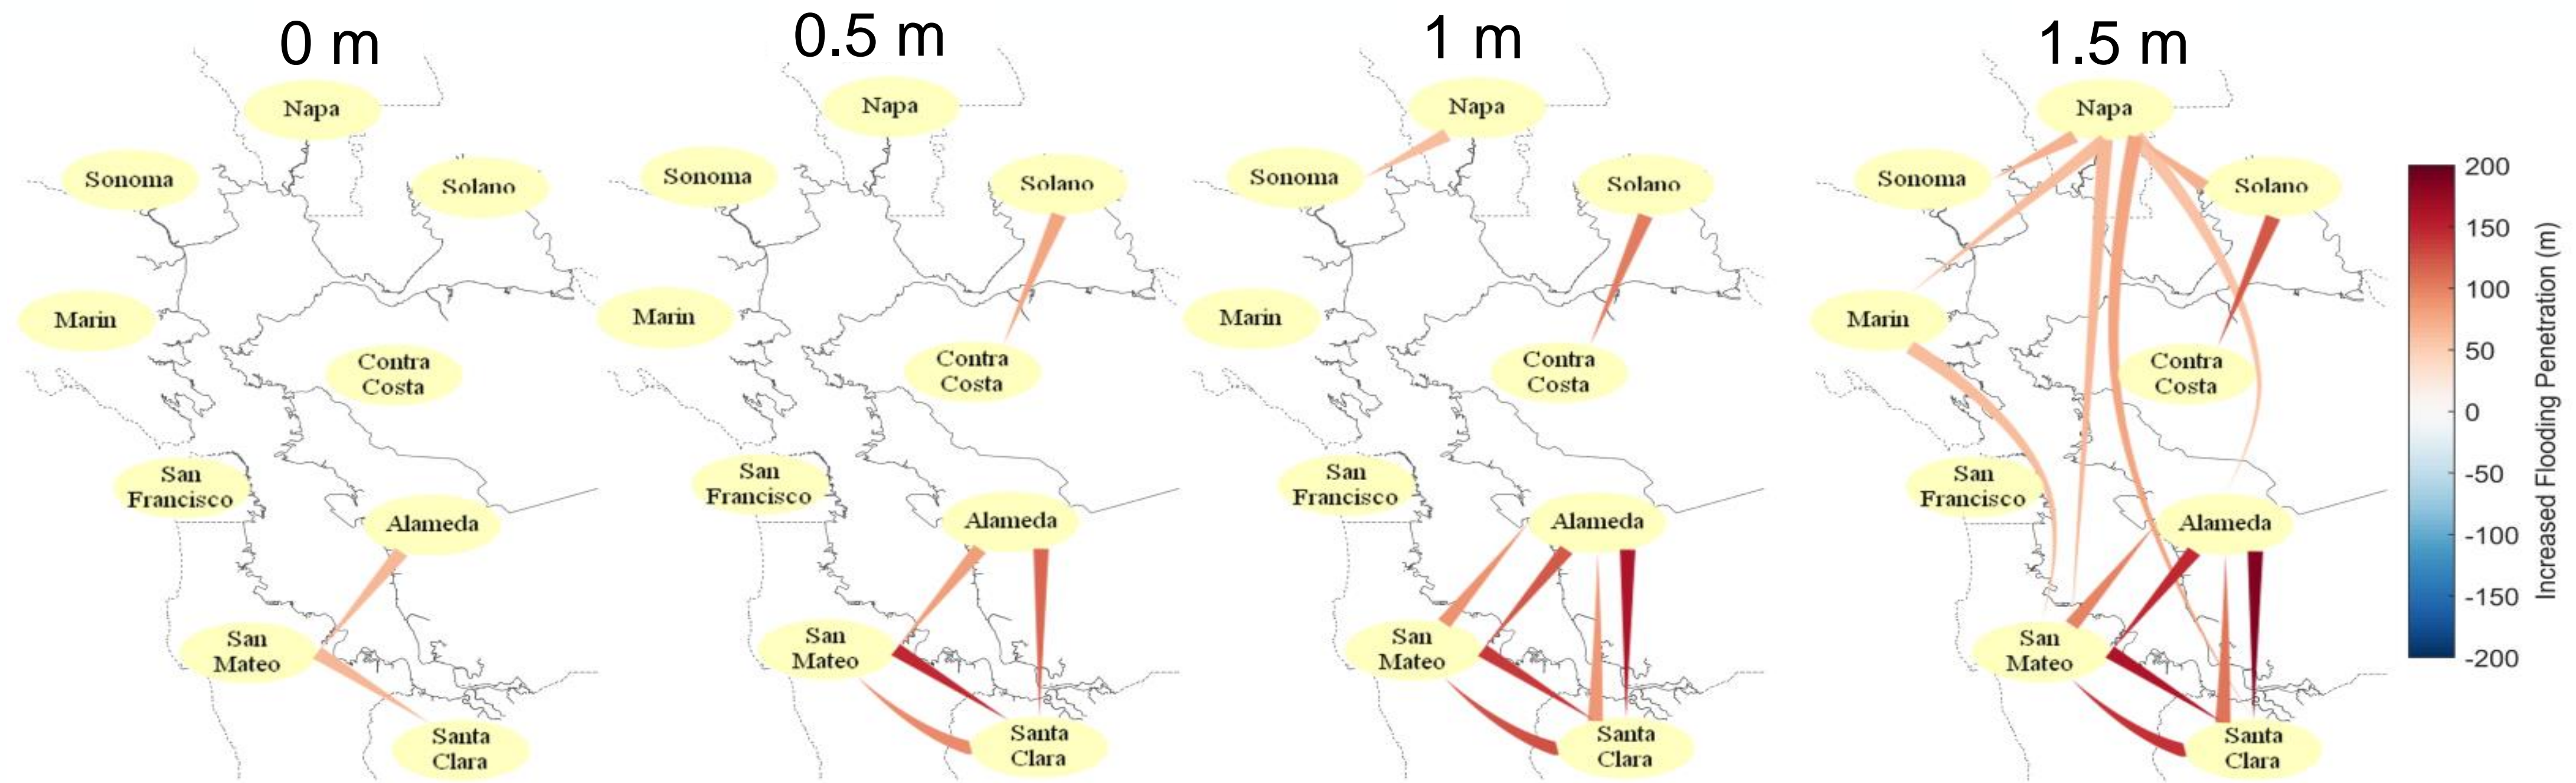 0 m
0.5 m
1 m
1.5 m
Napa
Sonoma
Solano
Marin
Contra
Costa
San
Francisco
Alameda
San
Mateo
Santa
Clara
Napa
Sonoma
Solano
Marin
Contra
Costa
San
Francisco
Alameda
San
Mateo
Santa
Clara
Napa
Sonoma
Solano
Marin
Contra
Costa
San
Francisco
Alameda
San
Mateo
Santa
Clara
Napa
Sonoma
Solano
Marin
Contra
Costa
San
Francisco
Alameda
San
Mateo
Santa
Clara
200
150
100
50
0
-50
-100
-150
-200
Increased Flooding Penetration (m)